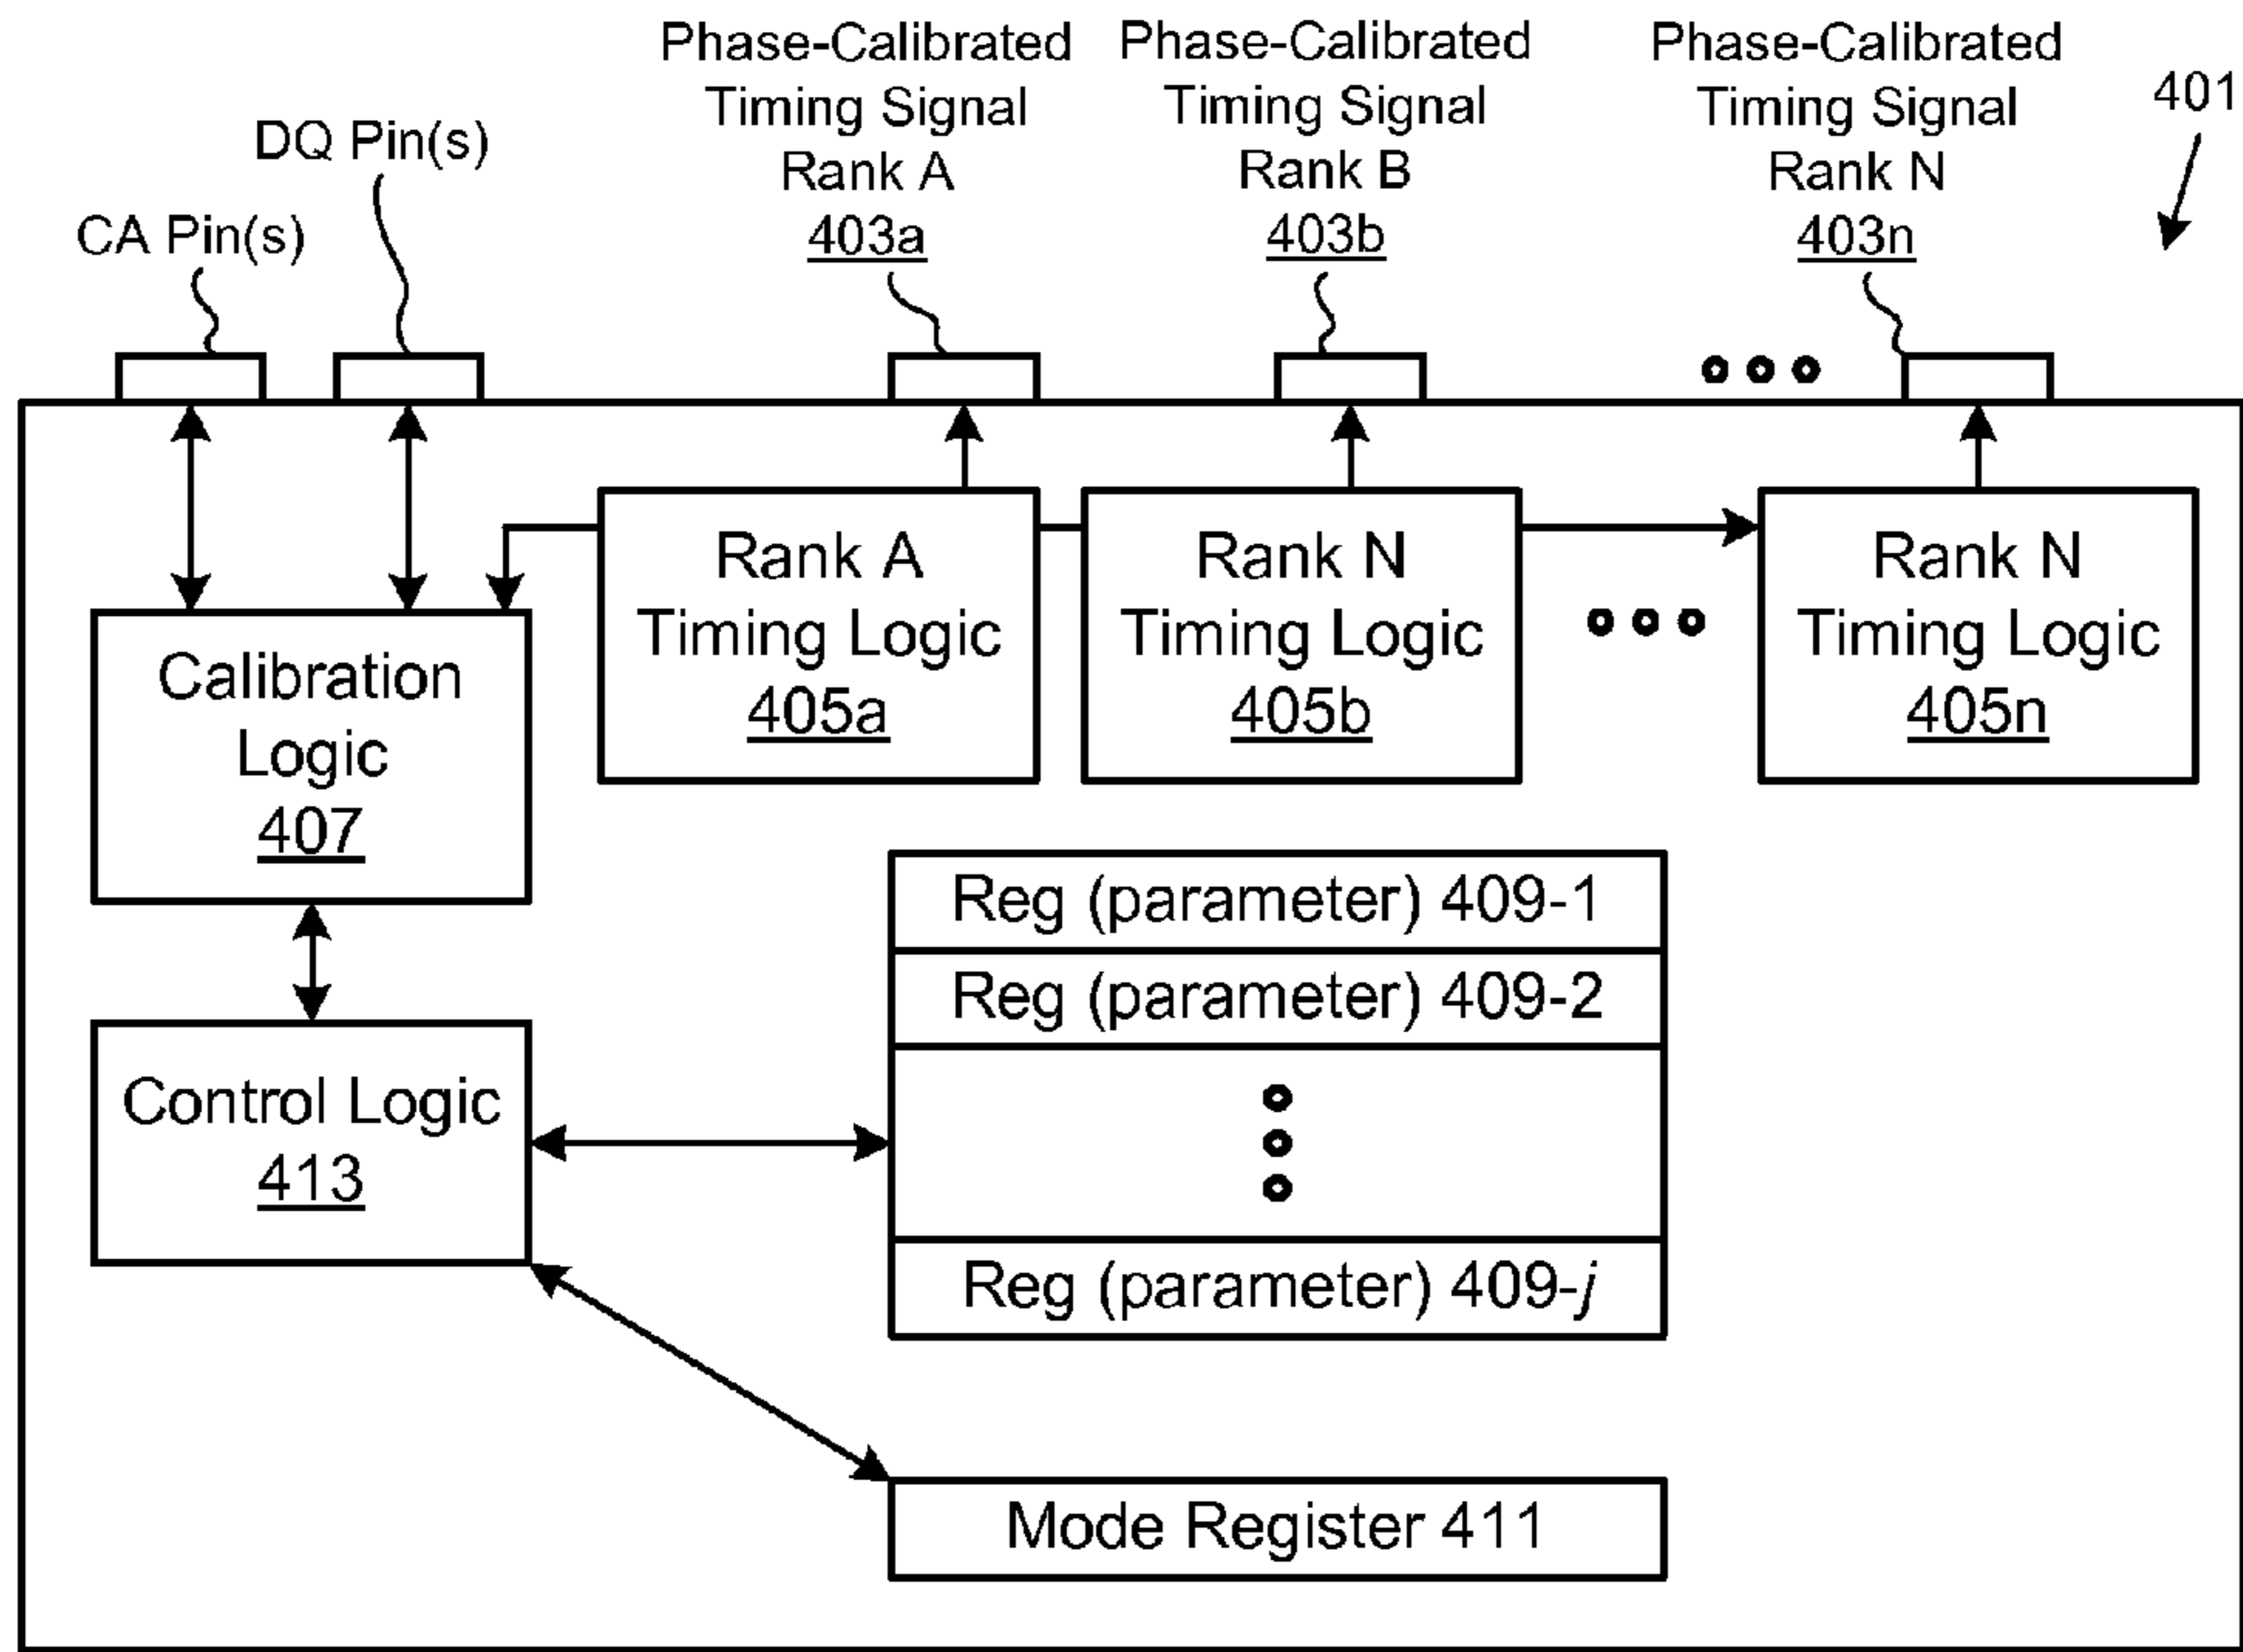 Phase-Calibrated
Timing Signal
Rank A
403a
Phase-Calibrated
Timing Signal
Rank B
403b
Phase-Calibrated
Timing Signal
Rank N
403n
401
DQ Pin(s)
CA Pin(s)
Rank A
Timing Logic
405a
Rank N
Timing Logic
405b
Rank N
Timing Logic
405n
Calibration
Logic
407
Reg (parameter) 409-1
Reg (parameter) 409-2
Reg (parameter) 409-j
Control Logic
413
Mode Register 411